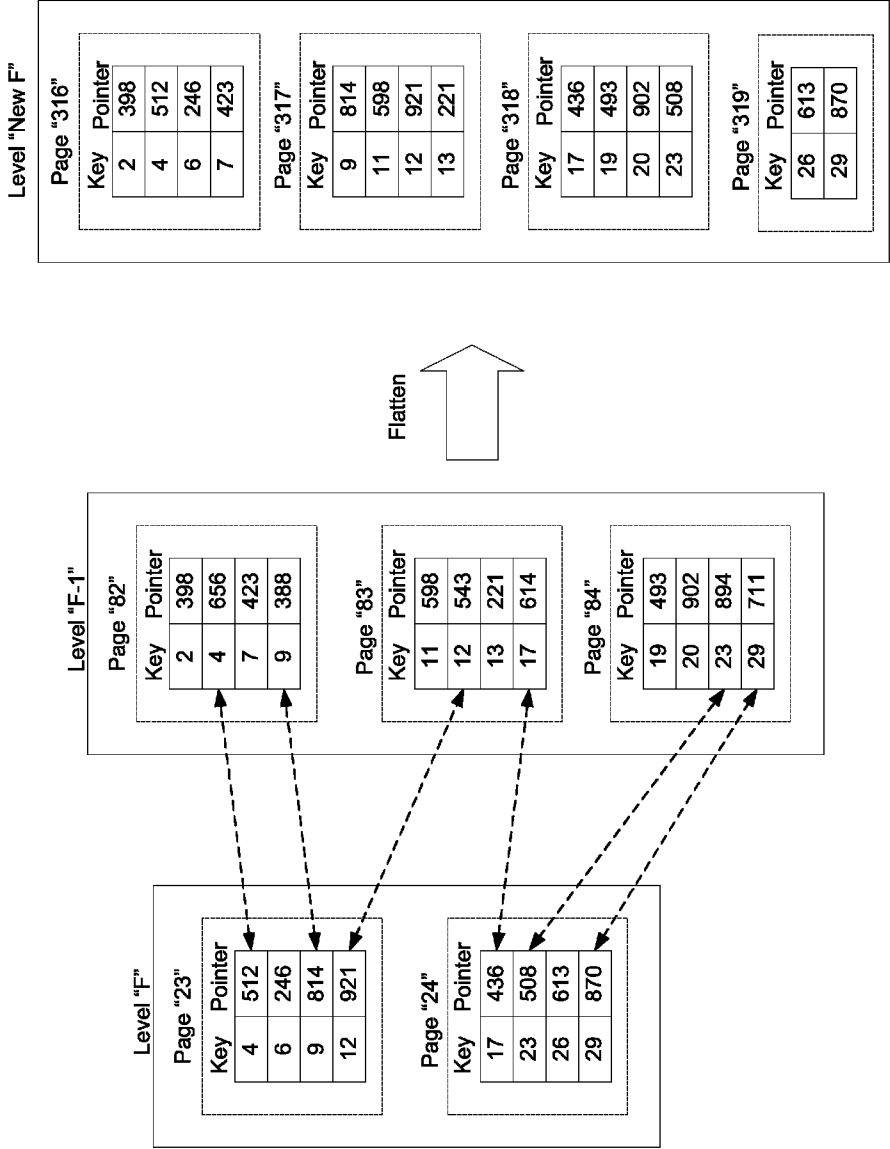 Level “F”
Page “23”
Key Pointer
4 512
6 246
9 814
12 921
Page “24”
Key Pointer
17 436
23 508
26 613
29 870
Level “F-1”
Page “82”
Key Pointer
2 398
4 656
7 423
9 388
Page “83”
Key Pointer
11 598
12 543
13 221
17 614
Page “84”
Key Pointer
19 493
20 902
23 894
29 711
Flatten
Level “New F”
Page “316”
Key Pointer
2 398
4 512
6 246
7 423
Page “317”
Key Pointer
9 814
11 598
12 921
13 221
Page “318”
Key Pointer
17 436
19 493
20 902
23 508
Page “319”
Key Pointer
26 613
29 870